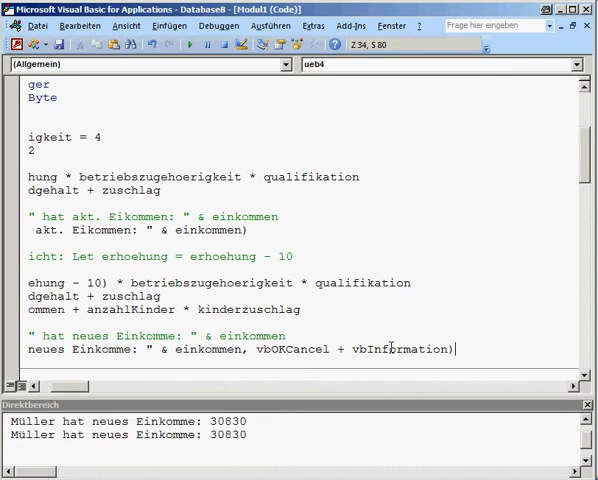 Microsoft Visual Basic for Applications - Database8 - [Modul1 (Code)]
Datei Bearbeiten Ansicht Einfügen Debuggen Ausführen Extras Add-Ins Fenster ? Frage hier eingeben
Z 34, S 80
(Allgemein) ueb4
ger
Byte
igkeit = 4
2
hung * betriebszugehoerigkeit * qualifikation
dgehalt + zuschlag
" hat akt. Eikommen: " & einkommen
akt. Eikommen: " & einkommen)
icht: Let erhoehung = erhoehung - 10
ehung - 10) * betriebszugehoerigkeit * qualifikation
dgehalt + zuschlag
ommen + anzahlKinder * kinderzuschlag
" hat neues Einkomme: " & einkommen
neues Einkomme: " & einkommen, vbOKCancel + vbInformation)
Direktbereich
Müller hat neues Einkomme: 30830
Müller hat neues Einkomme: 30830